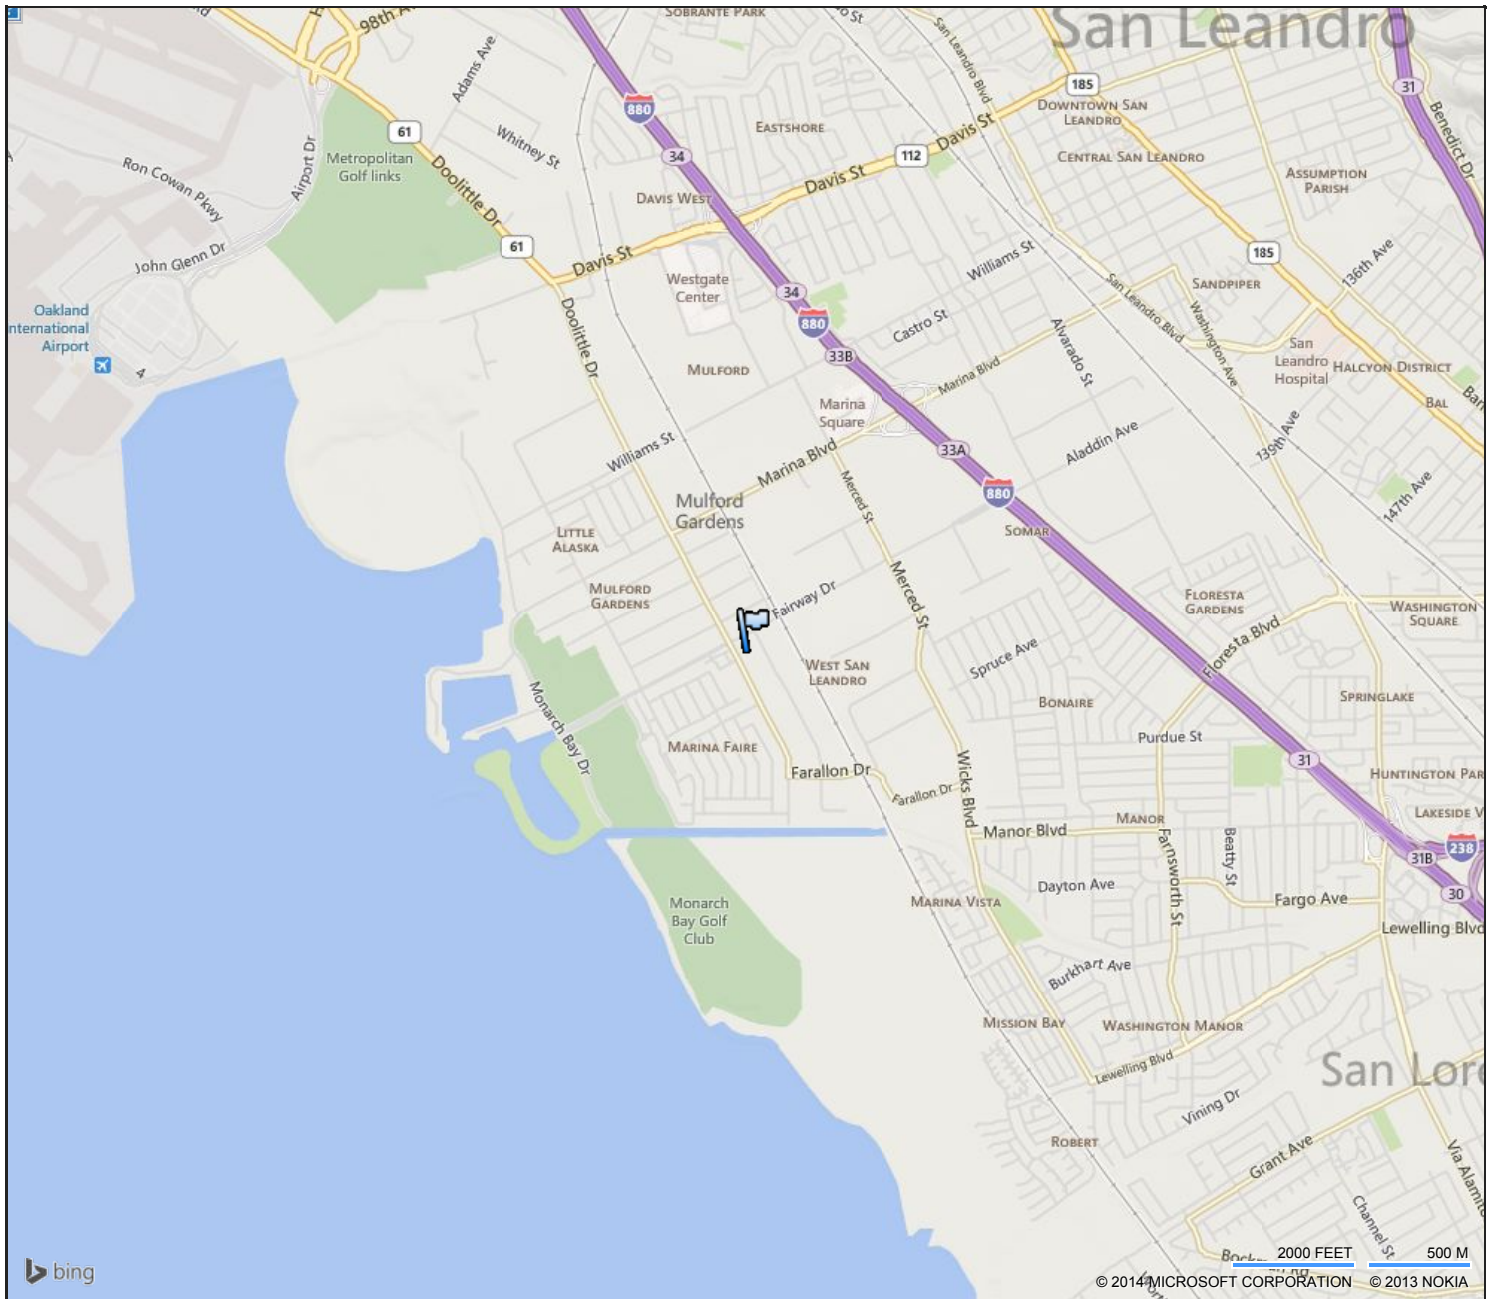 98th A
SOBRANTE PARK
San Leandro
Adams Ave
San Leandro Blvd
880
185
31
DOWNTOWN SAN
LEANDRO
61
Whitney St
EASTSHORE
Davis St
112
Benedict Dr
Airport Dr
Metropolitan
Golf links
34
Davis St
CENTRAL SAN LEANDRO
Ron Cowan Pkwy
Doolittle Dr
DAVIS WEST
ASSUMPTION
PARISH
61
John Glenn Dr
Davis St
Williams St
185
136th Ave
Westgate
Center
34
San Leandro Blvd
SANDPIPER
Oakland
nternational
Airport
Doolittle Dr
880
Castro St
Alvarado St
Washington Ave
San
Leandro
Hospital
33B
MULFORD
Marina Blvd
HALCYON DISTRICT
Marina
Square
BAL
Ban
Williams St
Marina Blvd
33A
Aladdin Ave
139th Ave
Mulford
Gardens
Merced St
880
147th Ave
LITTLE
ALASKA
SOMAR
MULFORD
GARDENS
Fairway Dr
Merced St
FLORESTA
GARDENS
WASHINGTON
SQUARE
Floresta Blvd
WEST SAN
LEANDRO
Spruce Ave
Monarch Bay Dr
BONAIRE
SPRINGLAKE
MARINA FAIRE
Purdue St
31
Farallon Dr
Wicks Blvd
HUNTINGTON PAR
Farallon Dr
LAKESIDE V
Manor Blvd
MANOR
Farnsworth St
Beatty St
31B
238
Dayton Ave
30
Monarch
Bay Golf
Club
MARINA VISTA
Fargo Ave
Lewelling Blvd
Burkhart Ave
MISSION BAY
WASHINGTON MANOR
Lewelling Blvd
San Lore
Vining Dr
ROBERT
Grant Ave
Via Alamito
Channel St
bing
2000 FEET
500 M
© 2014 MICROSOFT CORPORATION © 2013 NOKIA